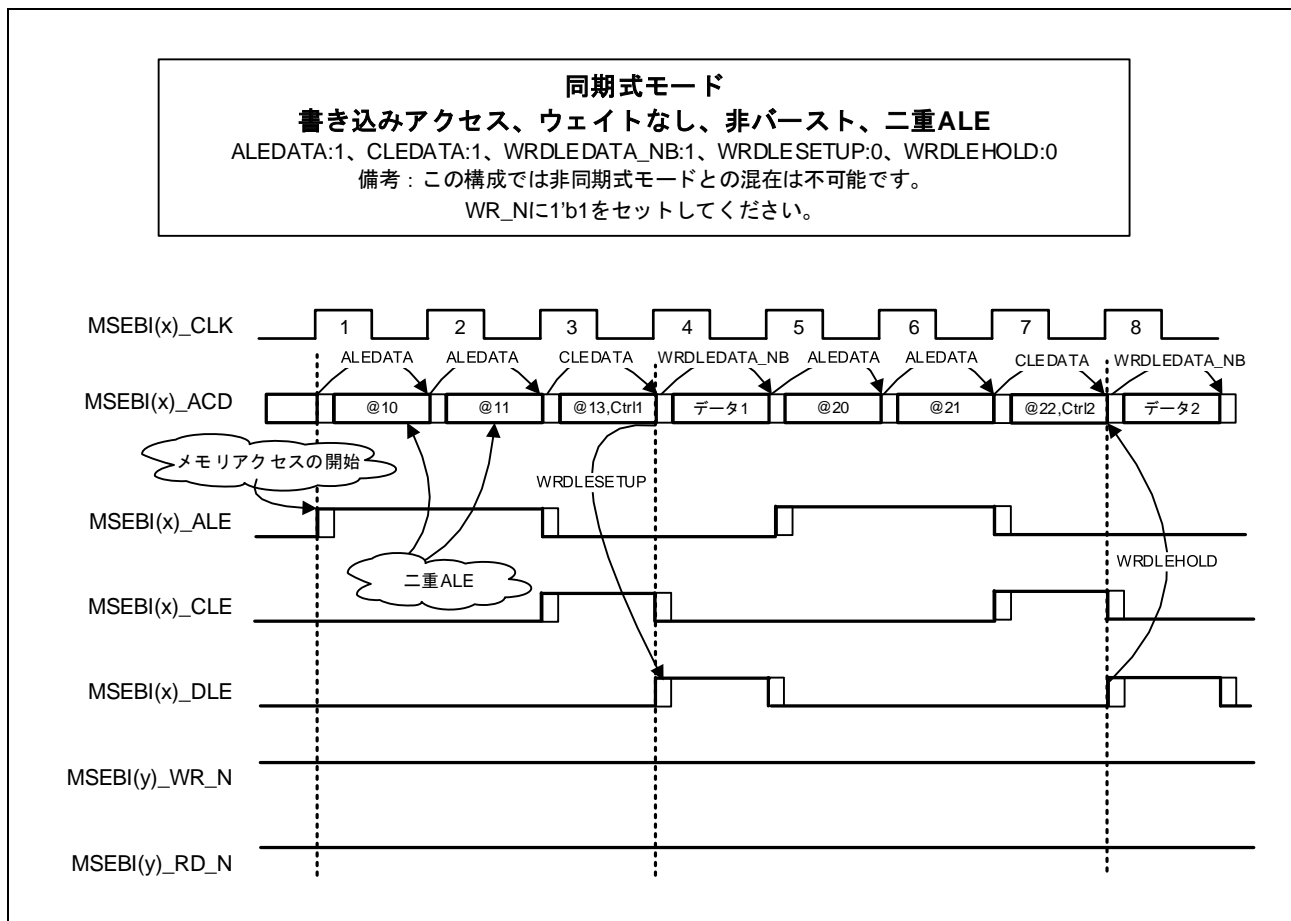 同期式モード
書き込みアクセス、ウェイトなし、非バースト、二重ALE
ALEDATA:1、CLEDATA:1、WRDLEDATA_NB:1、WRDLESETUP:0、WRDLEHOLD:0
備考：この構成では非同期式モードとの混在は不可能です。
WR_Nに1'b1をセットしてください。
MSEBI(x)_CLK
1 2 3 4 5 6 7 8
ALEDATA ALEDATA CLEDATA WRDLEDATA_NB ALEDATA ALEDATA CLEDATA WRDLEDATA_NB
MSEBI(x)_ACD
@10 @11 @13,Ctrl1 データ1 @20 @21 @22,Ctrl2 データ2
メモリアクセスの開始
WRDLESETUP
MSEBI(x)_ALE
WRDLEHOLD
二重ALE
MSEBI(x)_CLE
MSEBI(x)_DLE
MSEBI(y)_WR_N
MSEBI(y)_RD_N